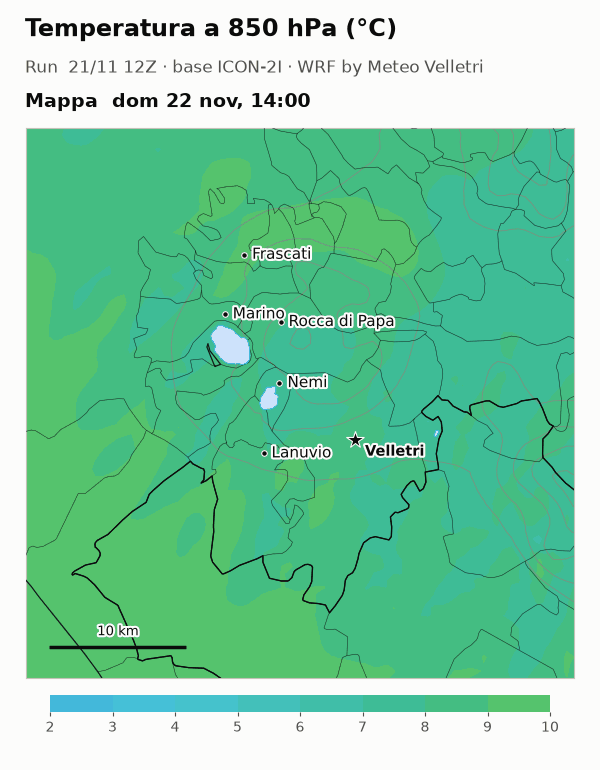 Temperatura a 850 hPa (°C)
Run  21/11 12Z · base ICON-2I · WRF by Meteo Velletri
Mappa  dom 22 nov, 14:00
Frascati
Marino
Rocca di Papa
Nemi
Velletri
Lanuvio
10 km
2 3 4 5 6 7 8 9 10